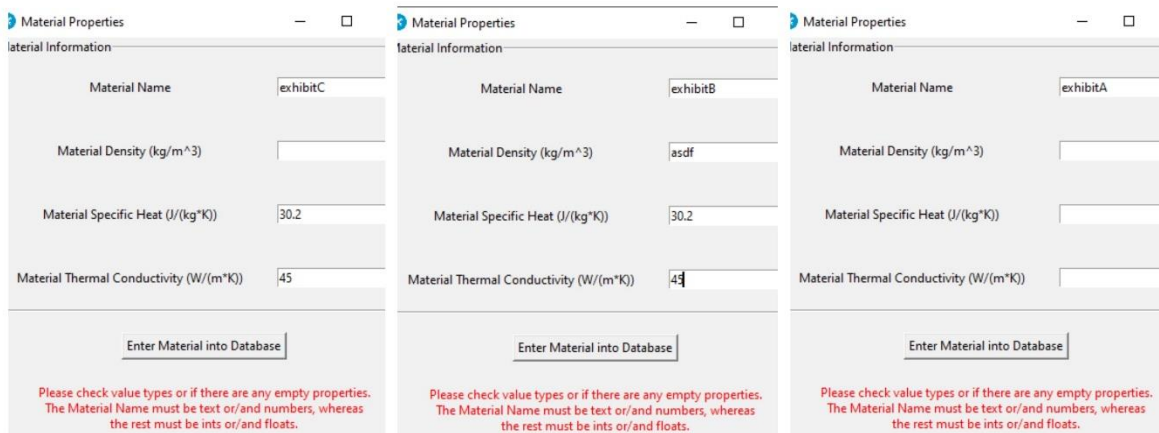 Material Properties
laterial Information
Material Name exhibitC
Material Density (kg/m^3)
Material Specific Heat (J/(kg*K)) 30.2
Material Thermal Conductivity (W/(m*K)) 45
Enter Material into Database
Please check value types or if there are any empty properties.
The Material Name must be text or/and numbers, whereas
the rest must be ints or/and floats.
Material Properties
Material Information
Material Name exhibitB
Material Density (kg/m^3) asdf
Material Specific Heat (J/(kg*K)) 30.2
Material Thermal Conductivity (W/(m*K)) 45
Enter Material into Database
Please check value types or if there are any empty properties.
The Material Name must be text or/and numbers, whereas
the rest must be ints or/and floats.
Material Properties
laterial Information
Material Name exhibitA
Material Density (kg/m^3)
Material Specific Heat (J/(kg*K))
Material Thermal Conductivity (W/(m*K))
Enter Material into Database
Please check value types or if there are any empty properties.
The Material Name must be text or/and numbers, whereas
the rest must be ints or/and floats.